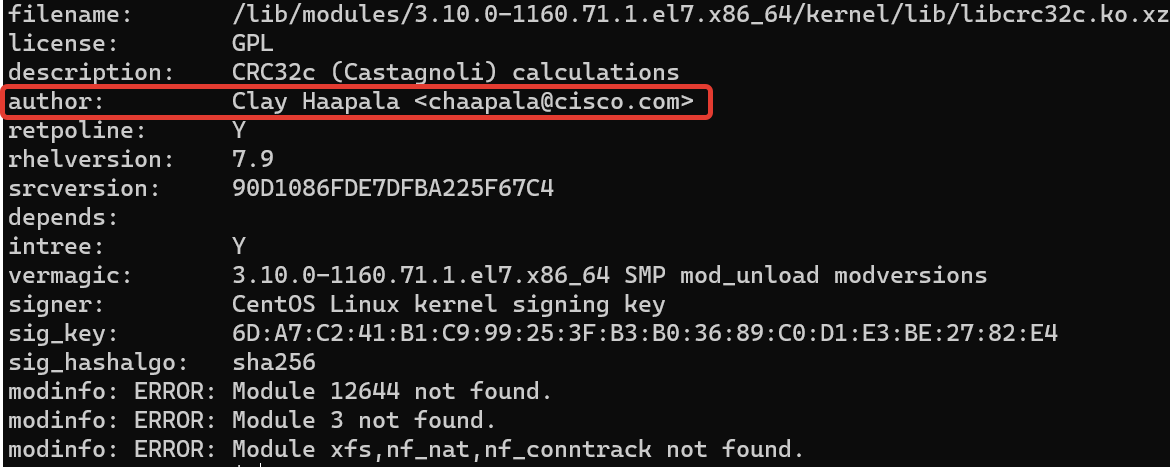 filename:       /lib/modules/3.10.0-1160.71.1.el7.x86_64/kernel/lib/libcrc32c.ko.xz
license:        GPL
description:    CRC32c (Castagnoli) calculations
author:         Clay Haapala <chaapala@cisco.com>
retpoline:      Y
rhelversion:    7.9
srcversion:     90D1086FDE7DFBA225F67C4
depends:
intree:         Y
vermagic:       3.10.0-1160.71.1.el7.x86_64 SMP mod_unload modversions
signer:         CentOS Linux kernel signing key
sig_key:        6D:A7:C2:41:B1:C9:99:25:3F:B3:B0:36:89:C0:D1:E3:BE:27:82:E4
sig_hashalgo:   sha256
modinfo: ERROR: Module 12644 not found.
modinfo: ERROR: Module 3 not found.
modinfo: ERROR: Module xfs,nf_nat,nf_conntrack not found.